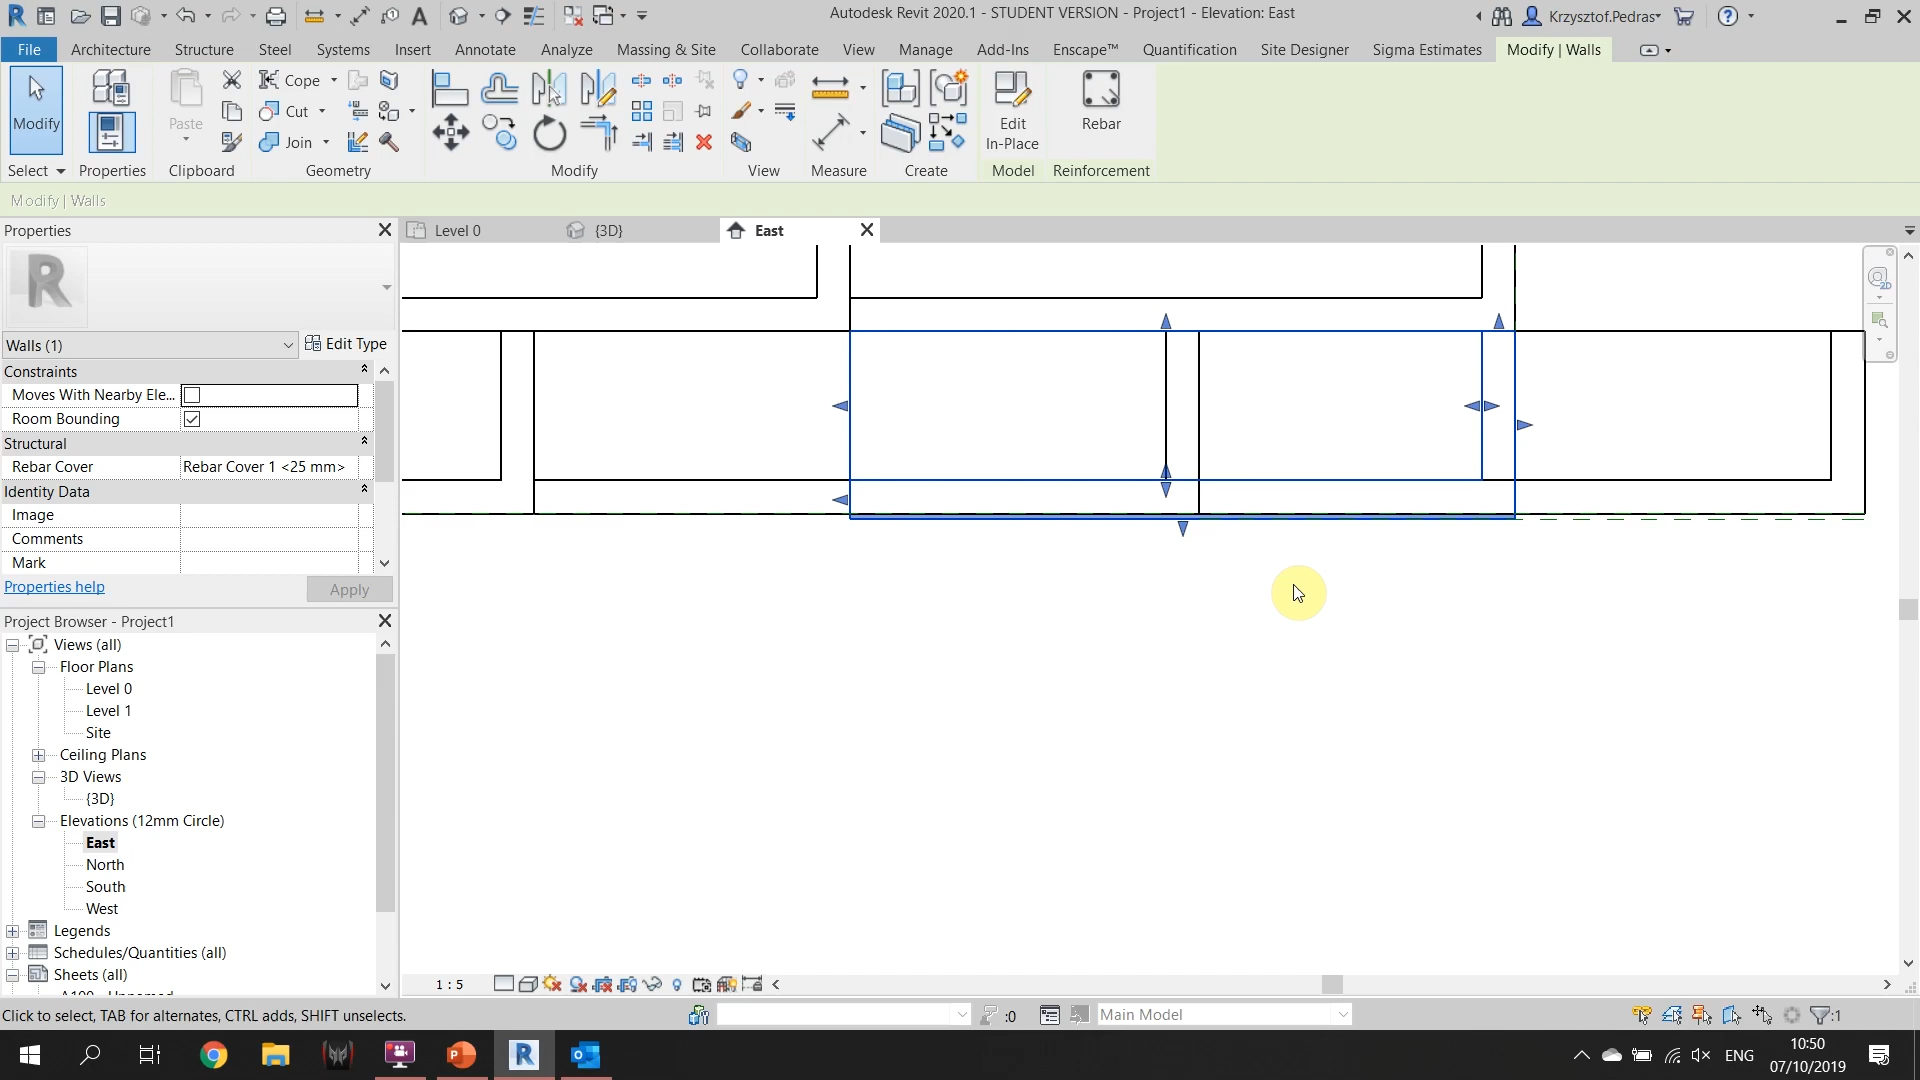 Autodesk Revit 2020.1 - STUDENT VERSION - Project1 - Elevation: East
Krzysztof.Pedras
File Architecture Structure Steel Systems Insert Annotate Analyze Massing & Site Collaborate View Manage Add-Ins Enscape™ Quantification Site Designer Sigma Estimates Modify | Walls
Modify
Paste
Cope
Cut
Join
Edit
In-Place
Rebar
Select Properties Clipboard Geometry Modify View Measure Create Model Reinforcement
Modify | Walls
Properties
Level 0 {3D} East
Walls (1)
Edit Type
Constraints
Moves With Nearby Ele...
Room Bounding
Structural
Rebar Cover Rebar Cover 1 <25 mm>
Identity Data
Image
Comments
Mark
Properties help
Apply
Project Browser - Project1
Views (all)
Floor Plans
Level 0
Level 1
Site
Ceiling Plans
3D Views
{3D}
Elevations (12mm Circle)
East
North
South
West
Legends
Schedules/Quantities (all)
Sheets (all)
1 : 5
Click to select, TAB for alternates, CTRL adds, SHIFT unselects.
:0
Main Model
:1
ENG
10:50
07/10/2019